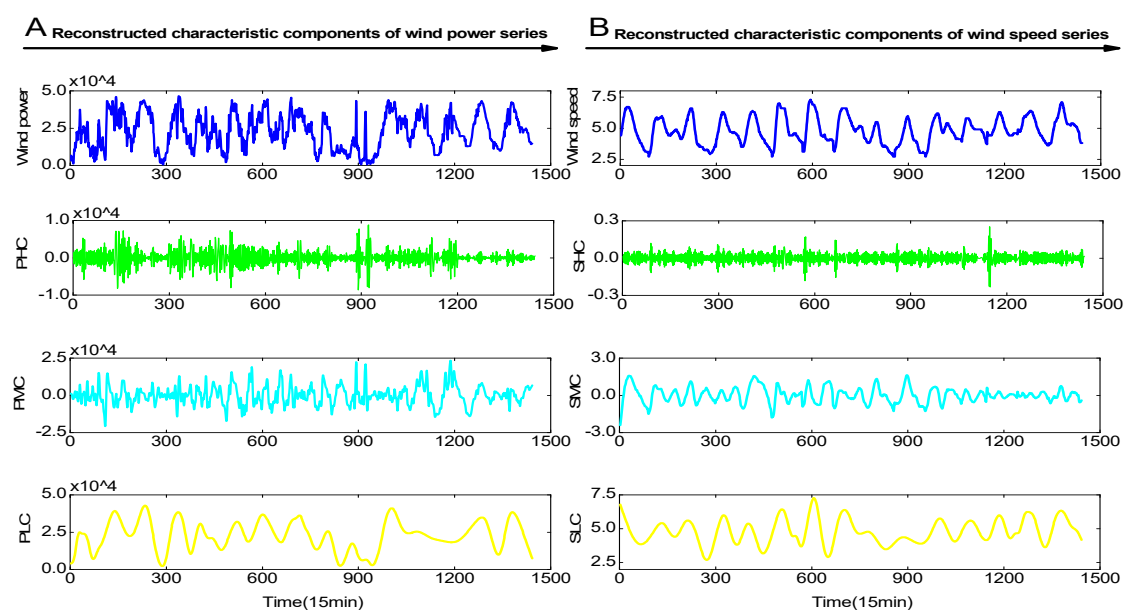 A Reconstructed characteristic components of wind power series
x10^4
Wind power
5.0
2.5
0.0
0 300 600 900 1200 1500
x10^4
PHC
1.0
0.0
-1.0
0 300 600 900 1200 1500
x10^4
PMC
2.5
0.0
-2.5
0 300 600 900 1200 1500
x10^4
PLC
5.0
2.5
0.0
0 300 600 900 1200 1500
Time(15min)
B Reconstructed characteristic components of wind speed series
Wind speed
7.5
5.0
2.5
0 300 600 900 1200 1500
SHC
0.3
0.0
-0.3
0 300 600 900 1200 1500
SMC
3.0
0.0
-3.0
0 300 600 900 1200 1500
SLC
7.5
5.0
2.5
0 300 600 900 1200 1500
Time(15min)